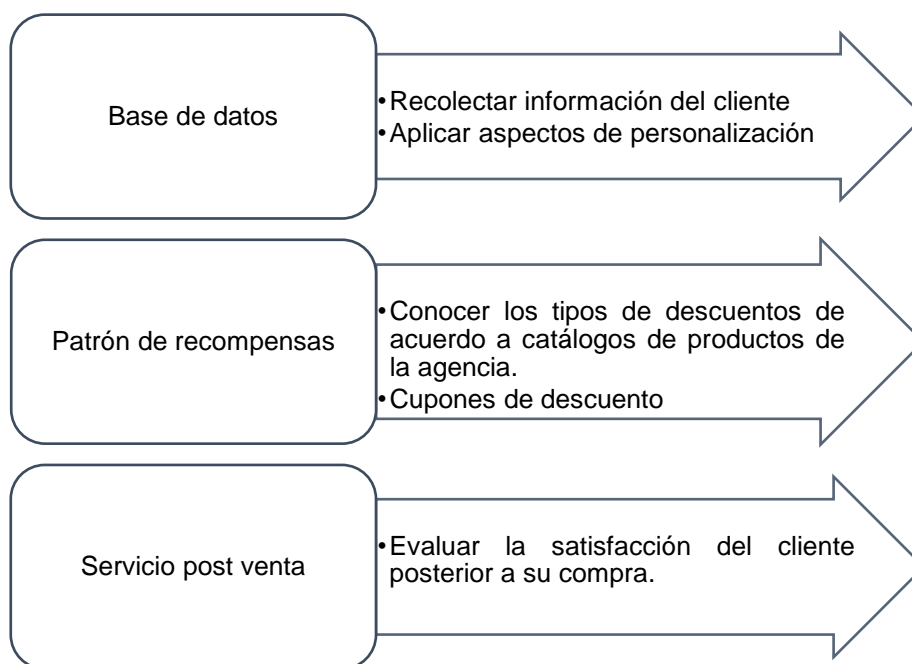 Base de datos
•Recolectar información del cliente
•Aplicar aspectos de personalización
Patrón de recompensas
•Conocer los tipos de descuentos de
acuerdo a catálogos de productos de
la agencia.
•Cupones de descuento
Servicio post venta
•Evaluar la satisfacción del cliente
posterior a su compra.